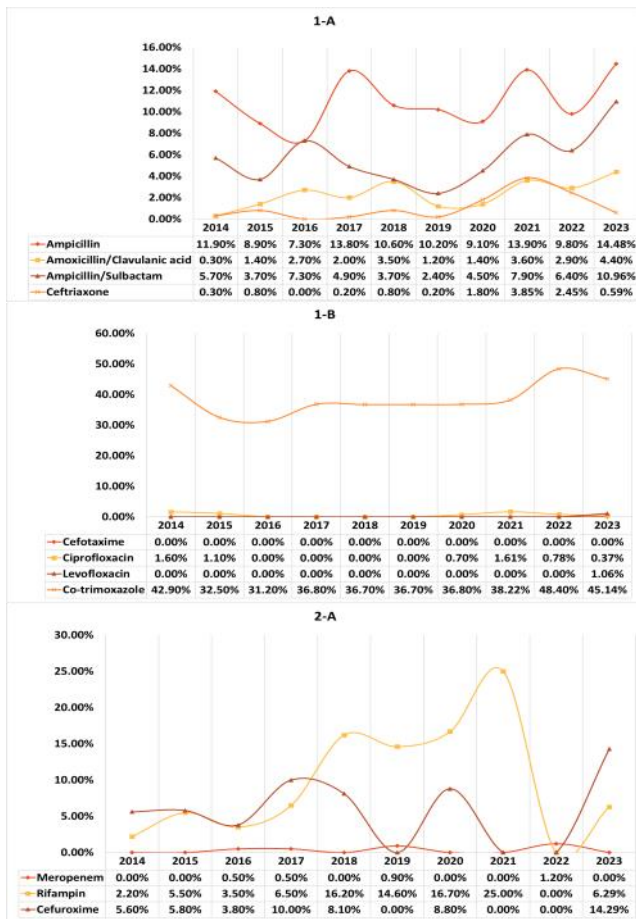 1-A
16.00%
14.00%
12.00%
10.00%
8.00%
6.00%
4.00%
2.00%
0.00%
2014 2015 2016 2017 2018 2019 2020 2021 2022 2023
Ampicillin 11.90% 8.90% 7.30% 13.80% 10.60% 10.20% 9.10% 13.90% 9.80% 14.48%
Amoxicillin/Clavulanic acid 0.30% 1.40% 2.70% 2.00% 3.50% 1.20% 1.40% 3.60% 2.90% 4.40%
Ampicillin/Sulbactam 5.70% 3.70% 7.30% 4.90% 3.70% 2.40% 4.50% 7.90% 6.40% 10.96%
Ceftriaxone 0.30% 0.80% 0.00% 0.20% 0.80% 0.20% 1.80% 3.85% 2.45% 0.59%
1-B
60.00%
50.00%
40.00%
30.00%
20.00%
10.00%
0.00%
2014 2015 2016 2017 2018 2019 2020 2021 2022 2023
Cefotaxime 0.00% 0.00% 0.00% 0.00% 0.00% 0.00% 0.00% 0.00% 0.00% 0.00%
Ciprofloxacin 1.60% 1.10% 0.00% 0.00% 0.00% 0.00% 0.70% 1.61% 0.78% 0.37%
Levofloxacin 0.00% 0.00% 0.00% 0.00% 0.00% 0.00% 0.00% 0.00% 0.00% 1.06%
Co-trimoxazole 42.90% 32.50% 31.20% 36.80% 36.70% 36.70% 36.80% 38.22% 48.40% 45.14%
2-A
30.00%
25.00%
20.00%
15.00%
10.00%
5.00%
0.00%
2014 2015 2016 2017 2018 2019 2020 2021 2022 2023
Meropenem 0.00% 0.00% 0.50% 0.50% 0.00% 0.90% 0.00% 0.00% 1.20% 0.00%
Rifampin 2.20% 5.50% 3.50% 6.50% 16.20% 14.60% 16.70% 25.00% 0.00% 6.29%
Cefuroxime 5.60% 5.80% 3.80% 10.00% 8.10% 0.00% 8.80% 0.00% 0.00% 14.29%